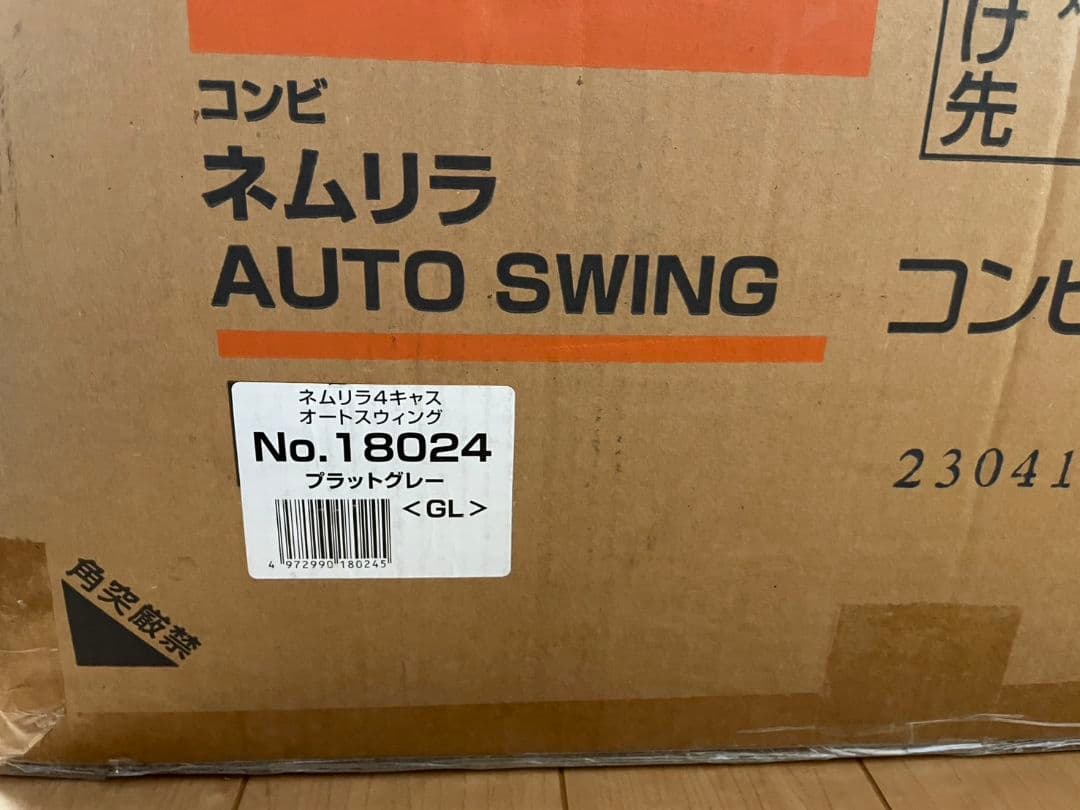 コンビ
ネムリラ
AUTO SWING
ネムリラ4キャス
オートスウィング
No.18024
プラットグレー
<GL>
4 972990 180245
角突厳禁
け先
コンビ
23041